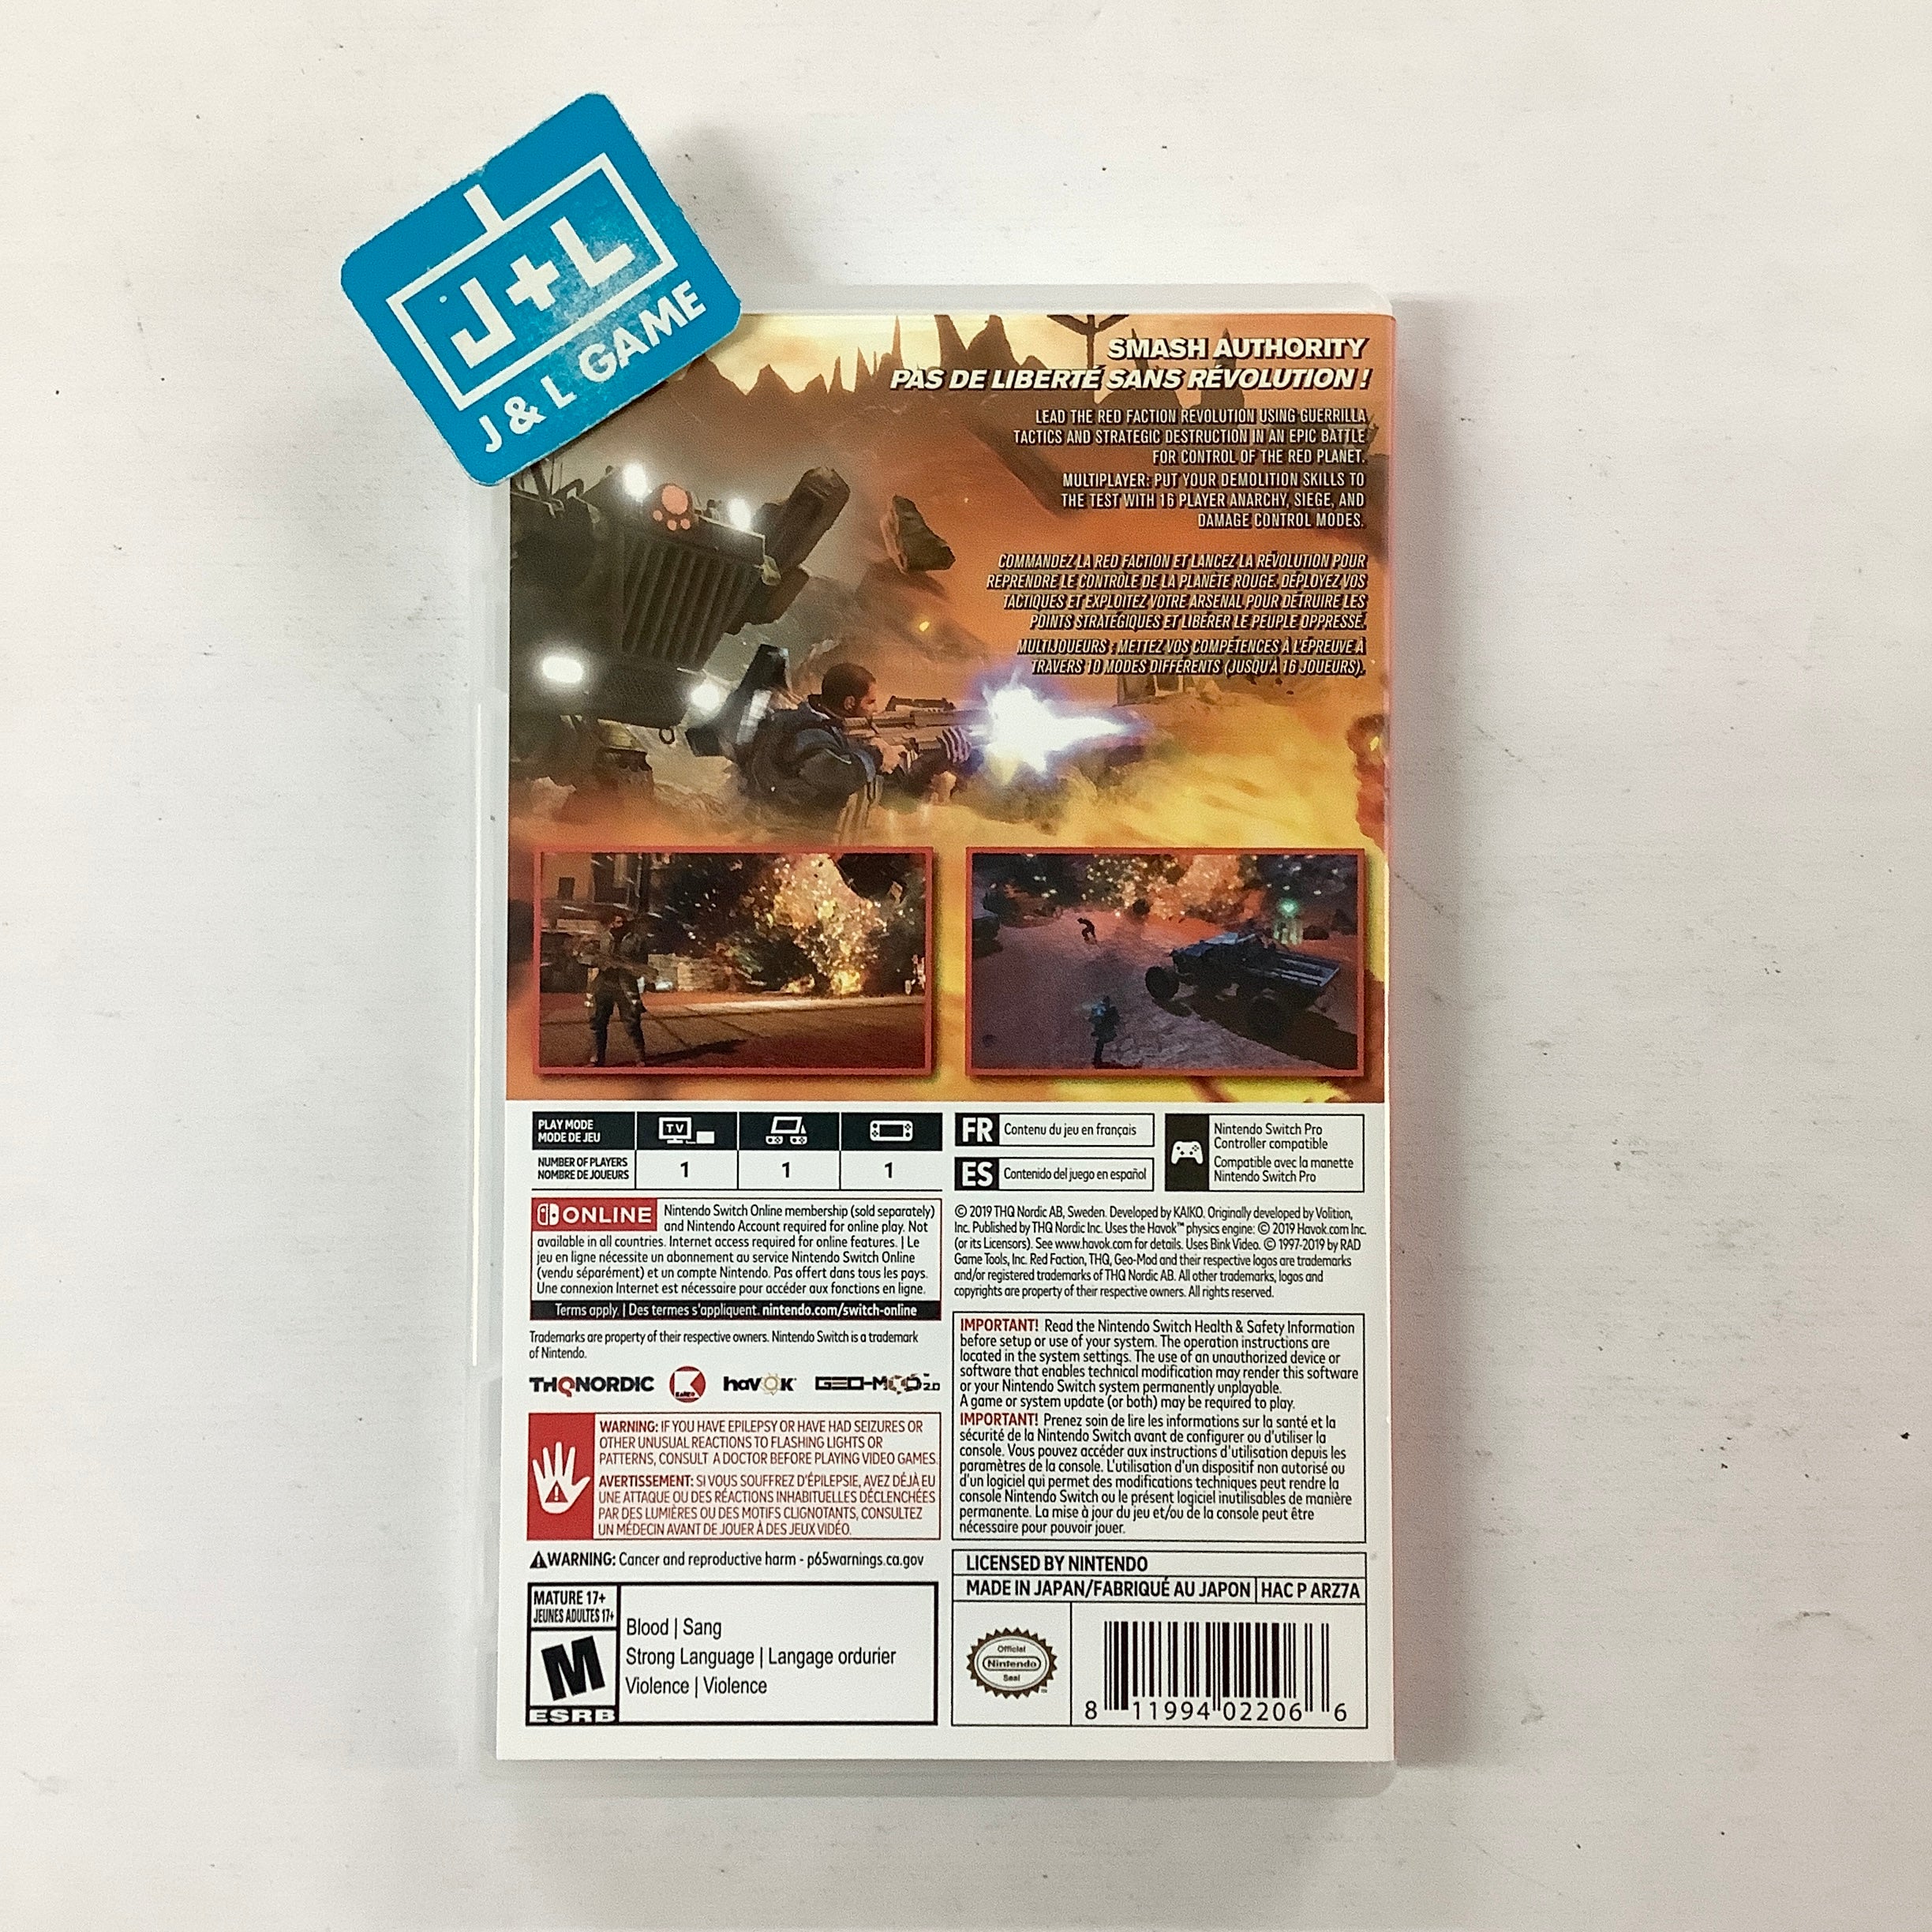 J+L
J & L GAME
SMASH AUTHORITY
PAS DE LIBERTÉ SANS RÉVOLUTION !
LEAD THE RED FACTION REVOLUTION USING GUERRILLA
TACTICS AND STRATEGIC DESTRUCTION IN AN EPIC BATTLE
FOR CONTROL OF THE RED PLANET.
MULTIPLAYER: PUT YOUR DEMOLITION SKILLS TO
THE TEST WITH 16 PLAYER ANARCHY, SIEGE, AND
DAMAGE CONTROL MODES.
COMMANDEZ LA RED FACTION ET LANCEZ LA RÉVOLUTION POUR
REPRENDRE LE CONTRÔLE DE LA PLANÈTE ROUGE. DÉPLOYEZ VOS
TACTIQUES ET EXPLOITEZ VOTRE ARSENAL POUR DÉTRUIRE LES
POINTS STRATÉGIQUES ET LIBÉRER LE PEUPLE OPPRESSÉ.
MULTIJOUEURS : METTEZ VOS COMPÉTENCES À L'ÉPREUVE À
TRAVERS 10 MODES DIFFÉRENTS (JUSQU'À 16 JOUEURS).
PLAY MODE
MODE DE JEU
TV
NUMBER OF PLAYERS
NOMBRE DE JOUEURS
1 1 1
FR Contenu du jeu en français
ES Contenido del juego en español
Nintendo Switch Pro
Controller compatible
Compatible avec la manette
Nintendo Switch Pro
ONLINE Nintendo Switch Online membership (sold separately)
and Nintendo Account required for online play. Not
available in all countries. Internet access required for online features. | Le
jeu en ligne nécessite un abonnement au service Nintendo Switch Online
(vendu séparément) et un compte Nintendo. Pas offert dans tous les pays.
Une connexion Internet est nécessaire pour accéder aux fonctions en ligne.
Terms apply. | Des termes s'appliquent. nintendo.com/switch-online
Trademarks are property of their respective owners. Nintendo Switch is a trademark
of Nintendo.
THQNORDIC KAIKO havok GEO-MOD 2.0
WARNING: IF YOU HAVE EPILEPSY OR HAVE HAD SEIZURES OR
OTHER UNUSUAL REACTIONS TO FLASHING LIGHTS OR
PATTERNS, CONSULT A DOCTOR BEFORE PLAYING VIDEO GAMES.
AVERTISSEMENT: SI VOUS SOUFFREZ D'ÉPILEPSIE, AVEZ DÉJÀ EU
UNE ATTAQUE OU DES RÉACTIONS INHABITUELLES DÉCLENCHÉES
PAR DES LUMIÈRES OU DES MOTIFS CLIGNOTANTS, CONSULTEZ
UN MÉDECIN AVANT DE JOUER À DES JEUX VIDÉO.
WARNING: Cancer and reproductive harm - p65warnings.ca.gov
MATURE 17+
JEUNES ADULTES 17+
M
ESRB
Blood | Sang
Strong Language | Langage ordurier
Violence | Violence
© 2019 THQ Nordic AB, Sweden. Developed by KAIKO. Originally developed by Volition,
Inc. Published by THQ Nordic Inc. Uses the Havok™ physics engine: © 2019 Havok.com Inc.
(or its Licensors). See www.havok.com for details. Uses Bink Video. © 1997-2019 by RAD
Game Tools, Inc. Red Faction, THQ, Geo-Mod and their respective logos are trademarks
and/or registered trademarks of THQ Nordic AB. All other trademarks, logos and
copyrights are property of their respective owners. All rights reserved.
IMPORTANT! Read the Nintendo Switch Health & Safety Information
before setup or use of your system. The operation instructions are
located in the system settings. The use of an unauthorized device or
software that enables technical modification may render this software
or your Nintendo Switch system permanently unplayable.
A game or system update (or both) may be required to play.
IMPORTANT! Prenez soin de lire les informations sur la santé et la
sécurité de la Nintendo Switch avant de configurer ou d'utiliser la
console. Vous pouvez accéder aux instructions d'utilisation depuis les
paramètres de la console. L'utilisation d'un dispositif non autorisé ou
d'un logiciel qui permet des modifications techniques peut rendre la
console Nintendo Switch ou le présent logiciel inutilisables de manière
permanente. La mise à jour du jeu et/ou de la console peut être
nécessaire pour pouvoir jouer.
LICENSED BY NINTENDO
MADE IN JAPAN/FABRIQUÉ AU JAPON HAC P ARZ7A
Official
Nintendo
Seal
8 11994 02206 6